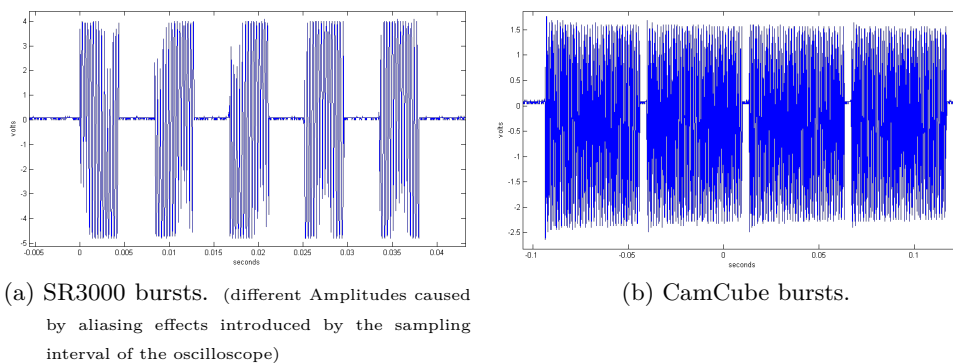 4
3
2
1
0
-1
-2
-3
-4
-5
volts
-0.005 0 0.005 0.01 0.015 0.02 0.025 0.03 0.035 0.04
seconds
(a) SR3000 bursts. (different Amplitudes caused
by aliasing effects introduced by the sampling
interval of the oscilloscope)
1.5
1
0.5
0
-0.5
-1
-1.5
-2
-2.5
volts
-0.1 -0.05 0 0.05 0.1
seconds
(b) CamCube bursts.